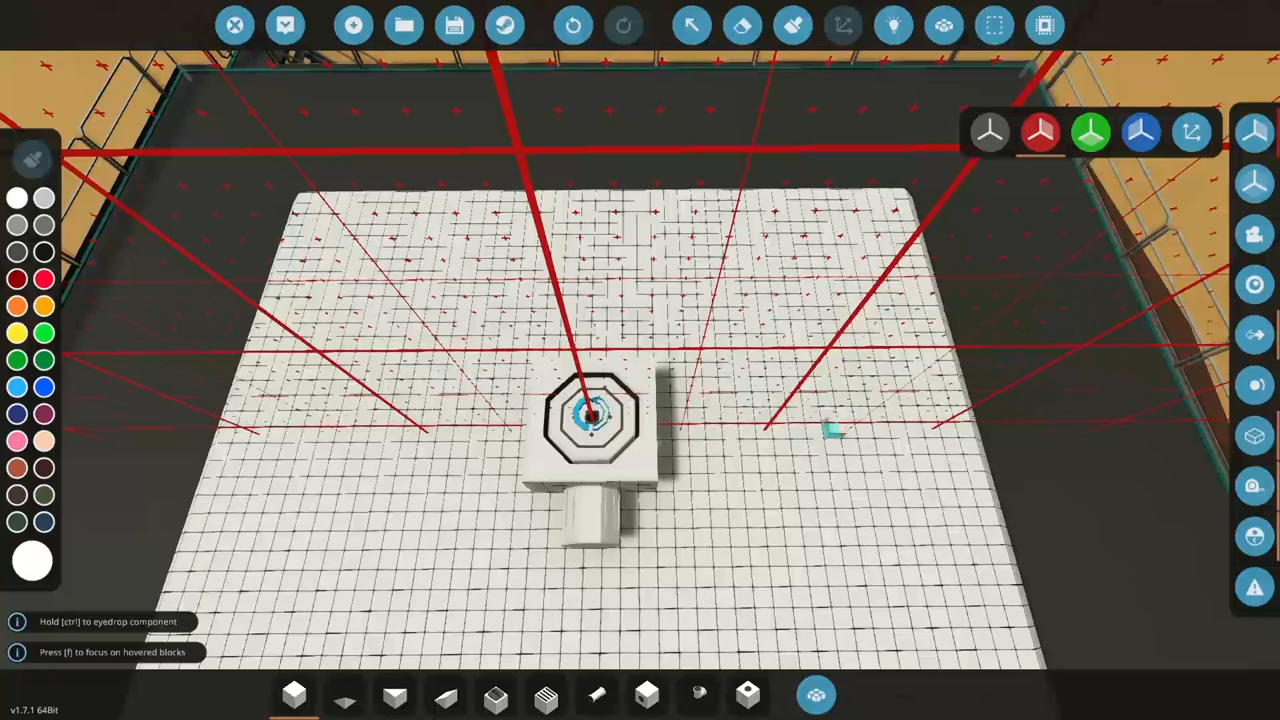 Hold [ctrl] to eyedrop component
Press [f] to focus on hovered blocks
v1.7.1 64Bit